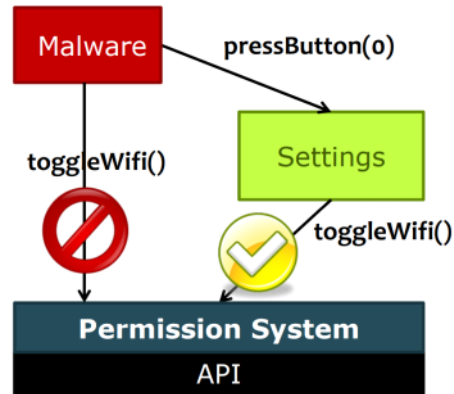 Malware
pressButton(0)
toggleWifi()
Settings
toggleWifi()
Permission System
API